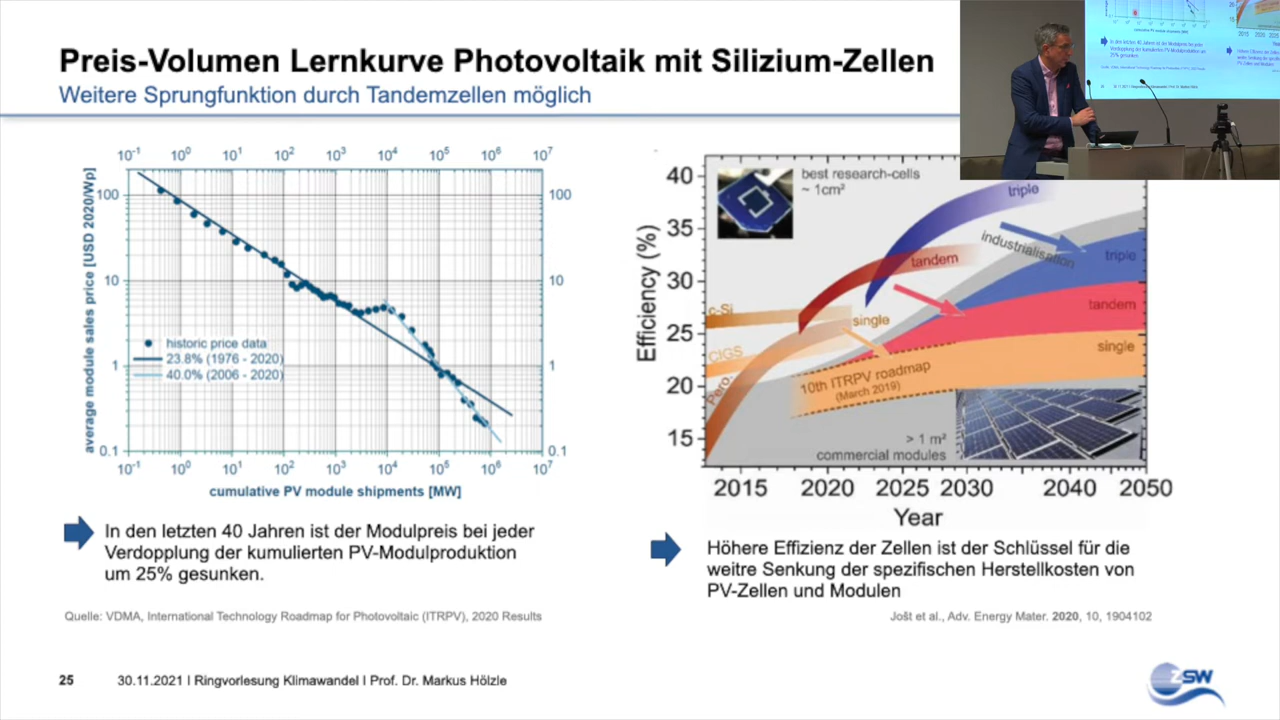 Preis-Volumen Lernkurve Photovoltaik mit Silizium-Zellen
Weitere Sprungfunktion durch Tandemzellen möglich
10⁻¹ 10⁰ 10¹ 10² 10³ 10⁴ 10⁵ 10⁶ 10⁷
average module sales price [USD 2020/Wp]
100 100
10 10
1 1
0.1 0.1
historic price data
23.8% (1976 - 2020)
40.0% (2006 - 2020)
10⁻¹ 10⁰ 10¹ 10² 10³ 10⁴ 10⁵ 10⁶ 10⁷
cumulative PV module shipments [MW]
In den letzten 40 Jahren ist der Modulpreis bei jeder
Verdopplung der kumulierten PV-Modulproduktion
um 25% gesunken.
Quelle: VDMA, International Technology Roadmap for Photovoltaic (ITRPV), 2020 Results
Efficiency (%)
40
35
30
25
20
15
best research-cells
~ 1cm²
triple
industrialisation
triple
tandem
tandem
c-Si
single
single
CIGS
Pero.
10th ITRPV roadmap
(March 2019)
> 1 m²
commercial modules
2015 2020 2025 2030 2040 2050
Year
Höhere Effizienz der Zellen ist der Schlüssel für die
weitre Senkung der spezifischen Herstellkosten von
PV-Zellen und Modulen
Jošt et al., Adv. Energy Mater. 2020, 10, 1904102
25 30.11.2021 | Ringvorlesung Klimawandel | Prof. Dr. Markus Hölzle
ZSW